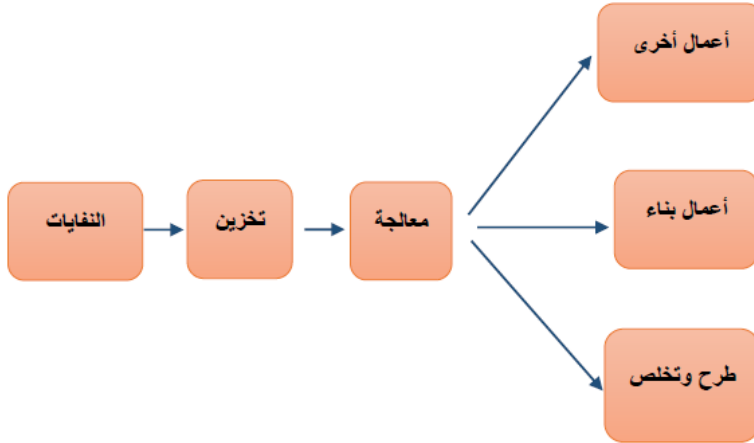 أعمال أخرى
النفايات
تخزين
معالجة
أعمال بناء
طرح وتخلص